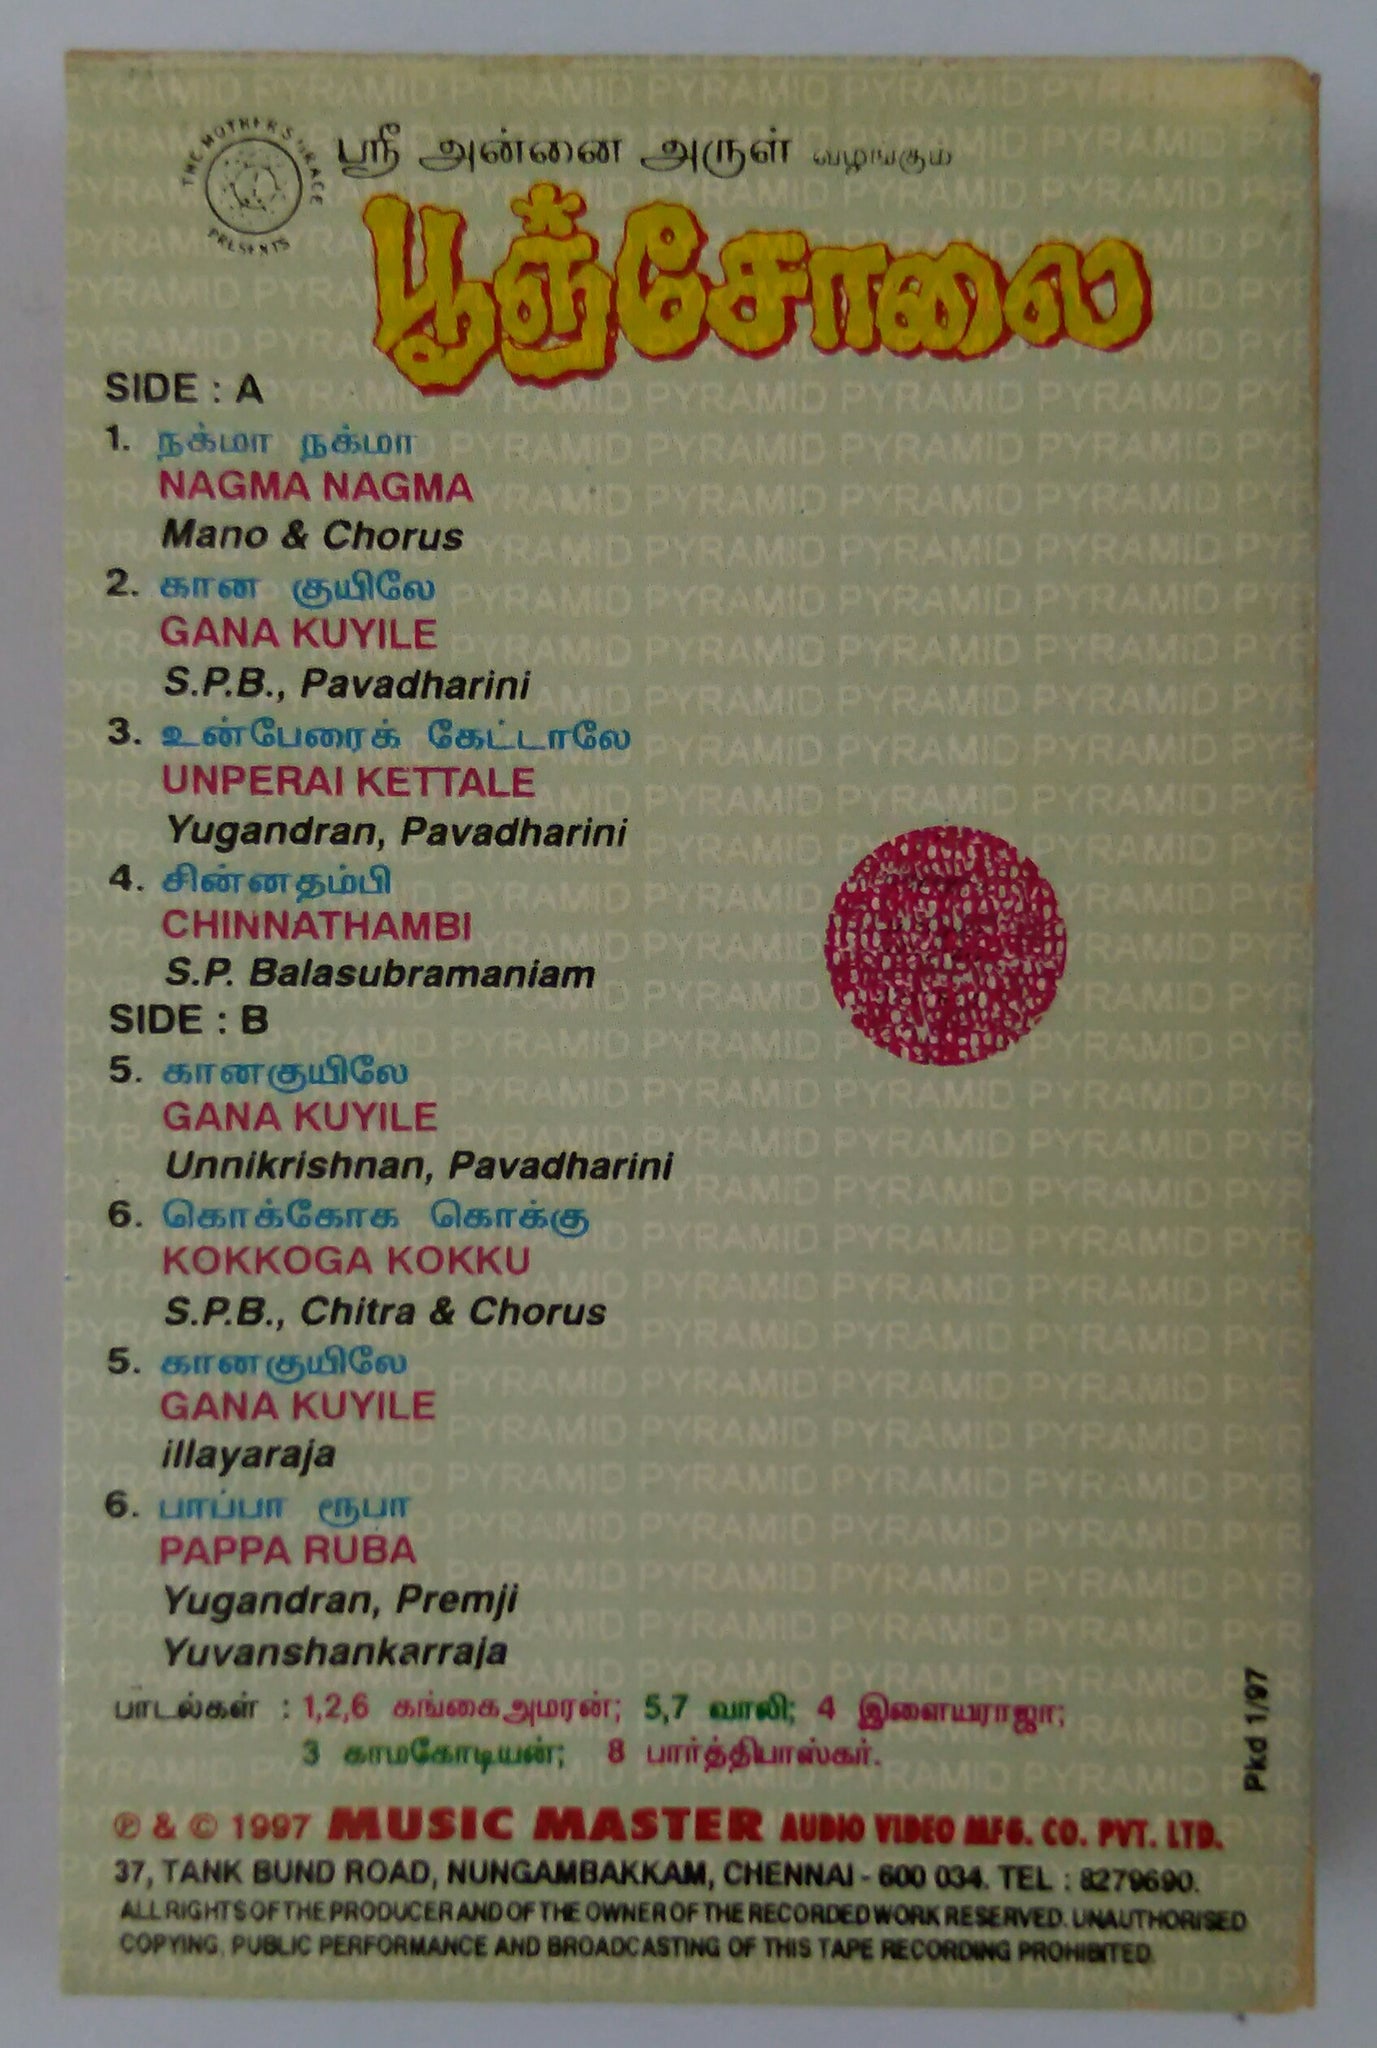 THE MOTHER'S GRACE
PRESENTS
ஸ்ரீ அன்னை அருள் வழங்கும்
பூஞ்சோலை
SIDE : A
1. நக்மா நக்மா
NAGMA NAGMA
Mano & Chorus
2. கான குயிலே
GANA KUYILE
S.P.B., Pavadharini
3. உன்பேரைக் கேட்டாலே
UNPERAI KETTALE
Yugandran, Pavadharini
4. சின்னதம்பி
CHINNATHAMBI
S.P. Balasubramaniam
SIDE : B
5. கானகுயிலே
GANA KUYILE
Unnikrishnan, Pavadharini
6. கொக்கோக கொக்கு
KOKKOGA KOKKU
S.P.B., Chitra & Chorus
5. கானகுயிலே
GANA KUYILE
illayaraja
6. பாப்பா ரூபா
PAPPA RUBA
Yugandran, Premji
Yuvanshankarraja
பாடல்கள் : 1,2,6 கங்கைஅமரன்; 5,7 வாலி; 4 இளையராஜா;
3 காமகோடியன்; 8 பார்த்திபாஸ்கர்.
Pkd 1/97
℗ & © 1997 MUSIC MASTER AUDIO VIDEO MFG. CO. PVT. LTD.
37, TANK BUND ROAD, NUNGAMBAKKAM, CHENNAI - 600 034. TEL : 8279690.
ALL RIGHTS OF THE PRODUCER AND OF THE OWNER OF THE RECORDED WORK RESERVED. UNAUTHORISED
COPYING, PUBLIC PERFORMANCE AND BROADCASTING OF THIS TAPE RECORDING PROHIBITED.